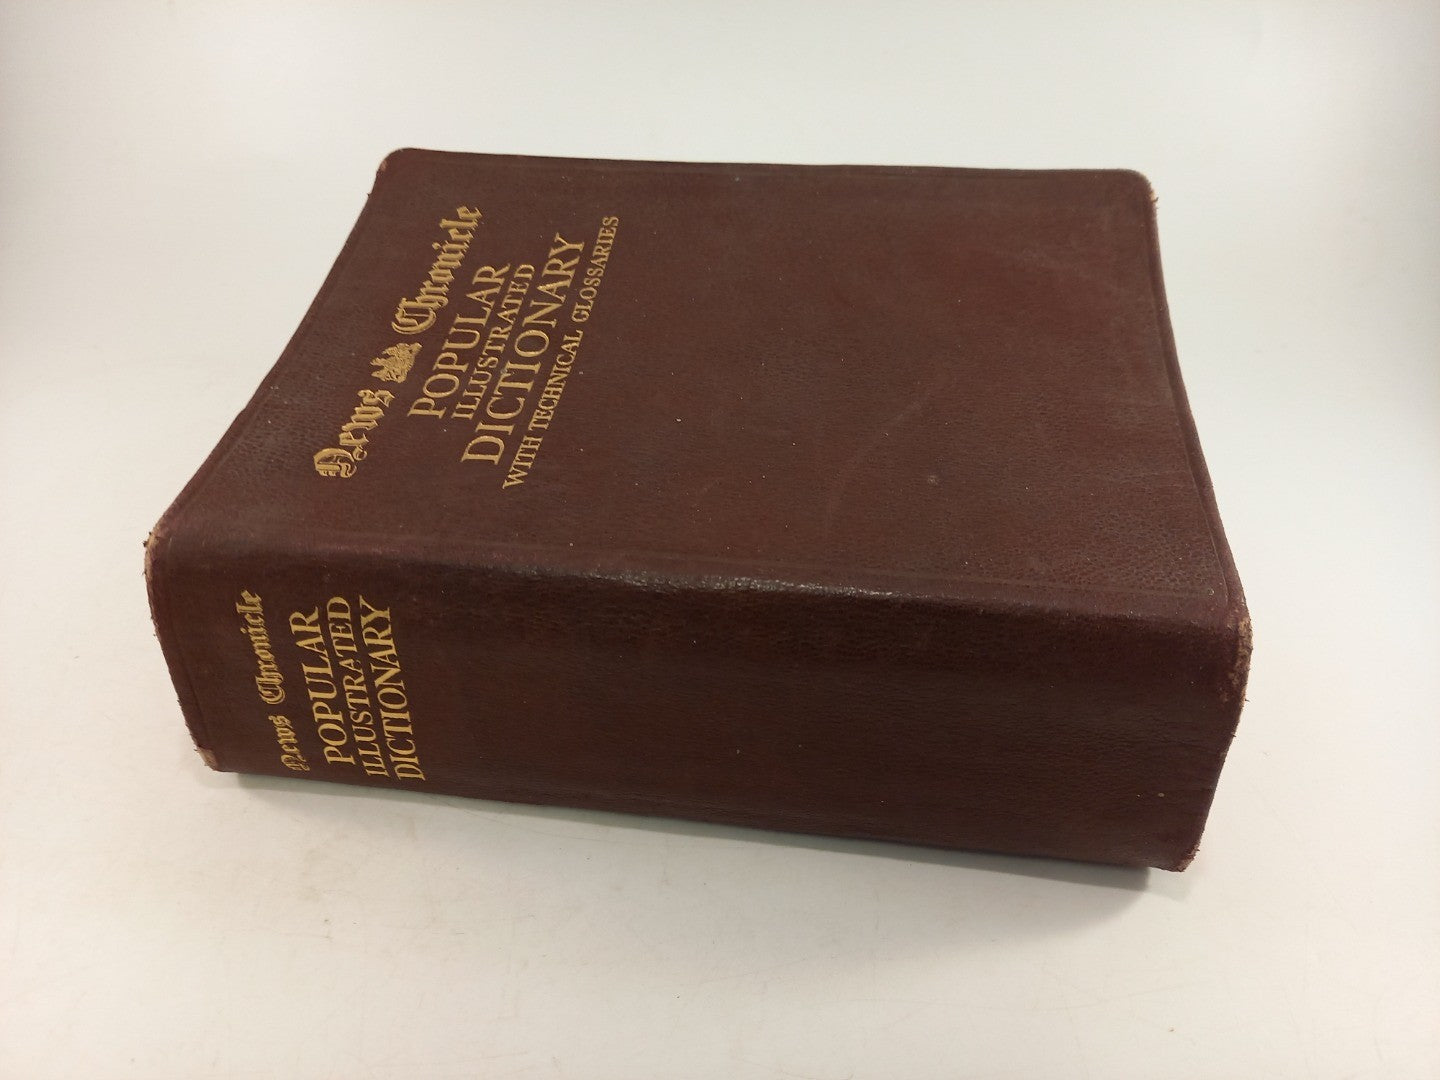 News Chronicle
POPULAR
ILLUSTRATED
DICTIONARY
WITH TECHNICAL GLOSSARIES
News Chronicle
POPULAR
ILLUSTRATED
DICTIONARY